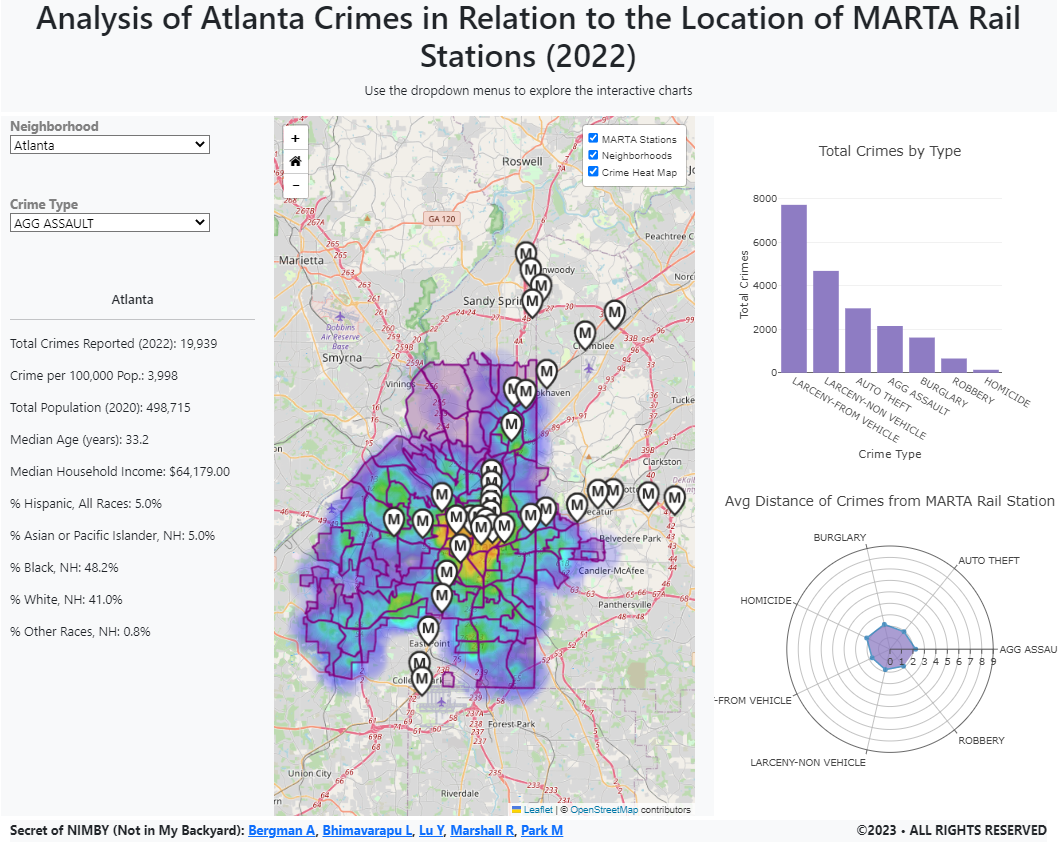 Analysis of Atlanta Crimes in Relation to the Location of MARTA Rail
Stations (2022)
Use the dropdown menus to explore the interactive charts
Neighborhood
Atlanta
Crime Type
AGG ASSAULT
Atlanta
Total Crimes Reported (2022): 19,939
Crime per 100,000 Pop.: 3,998
Total Population (2020): 498,715
Median Age (years): 33.2
Median Household Income: $64,179.00
% Hispanic, All Races: 5.0%
% Asian or Pacific Islander, NH: 5.0%
% Black, NH: 48.2%
% White, NH: 41.0%
% Other Races, NH: 0.8%
+
−
MARTA Stations
Neighborhoods
Crime Heat Map
Roswell
GA 120
Peachtree C
Marietta
Norc
nwoody
Sandy Spri
Dobbins
Air Reserve
Base
Smyrna
Ch mblee
Vinings
okhaven
Tucke
Clarkston
ecatur
Belvedere Park
Candler-McAfee
Panthersville
East Point
Colle Park
Forest Park
Union City
Riverdale
Leaflet | © OpenStreetMap contributors
Total Crimes by Type
Total Crimes
8000
6000
4000
2000
0
LARCENY-FROM VEHICLE
LARCENY-NON VEHICLE
AUTO THEFT
AGG ASSAULT
BURGLARY
ROBBERY
HOMICIDE
Crime Type
Avg Distance of Crimes from MARTA Rail Station
BURGLARY
AUTO THEFT
HOMICIDE
AGG ASSAU
0 1 2 3 4 5 6 7 8 9
-FROM VEHICLE
ROBBERY
LARCENY-NON VEHICLE
Secret of NIMBY (Not in My Backyard): Bergman A, Bhimavarapu L, Lu Y, Marshall R, Park M
©2023 • ALL RIGHTS RESERVED